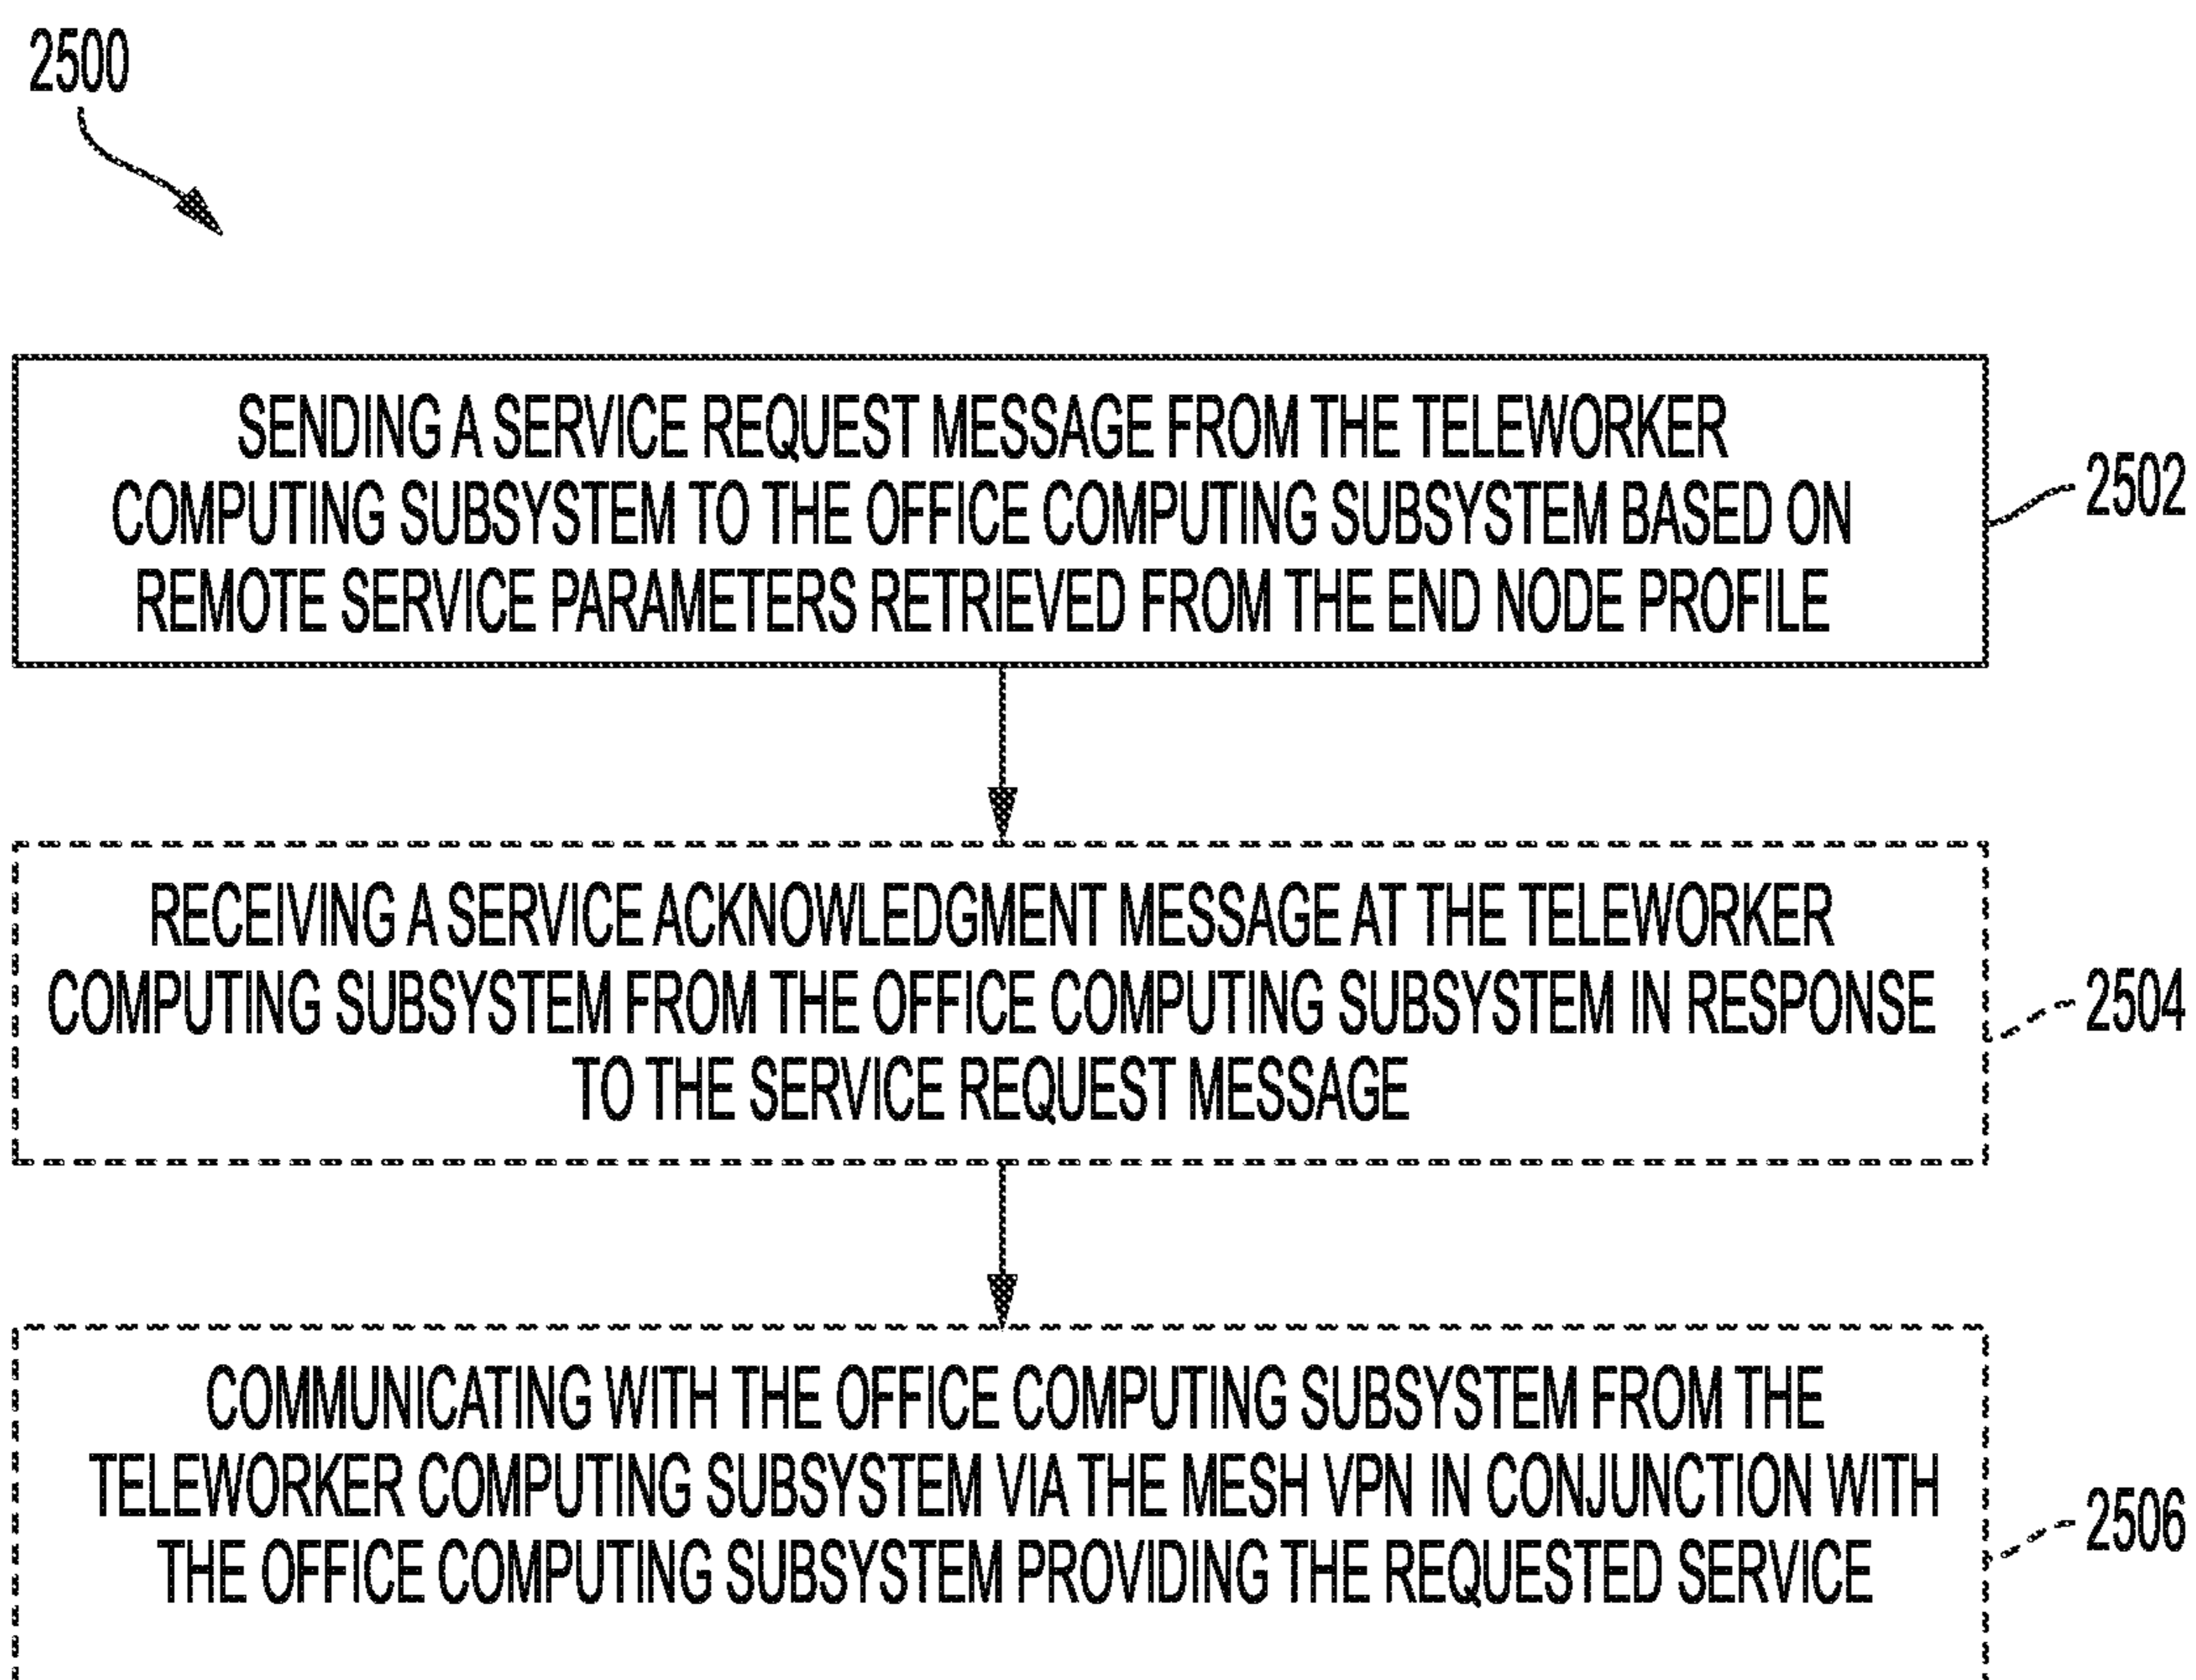 2500
SENDING A SERVICE REQUEST MESSAGE FROM THE TELEWORKER
COMPUTING SUBSYSTEM TO THE OFFICE COMPUTING SUBSYSTEM BASED ON
REMOTE SERVICE PARAMETERS RETRIEVED FROM THE END NODE PROFILE
2502
RECEIVING A SERVICE ACKNOWLEDGMENT MESSAGE AT THE TELEWORKER
COMPUTING SUBSYSTEM FROM THE OFFICE COMPUTING SUBSYSTEM IN RESPONSE
TO THE SERVICE REQUEST MESSAGE
2504
COMMUNICATING WITH THE OFFICE COMPUTING SUBSYSTEM FROM THE
TELEWORKER COMPUTING SUBSYSTEM VIA THE MESH VPN IN CONJUNCTION WITH
THE OFFICE COMPUTING SUBSYSTEM PROVIDING THE REQUESTED SERVICE
2506